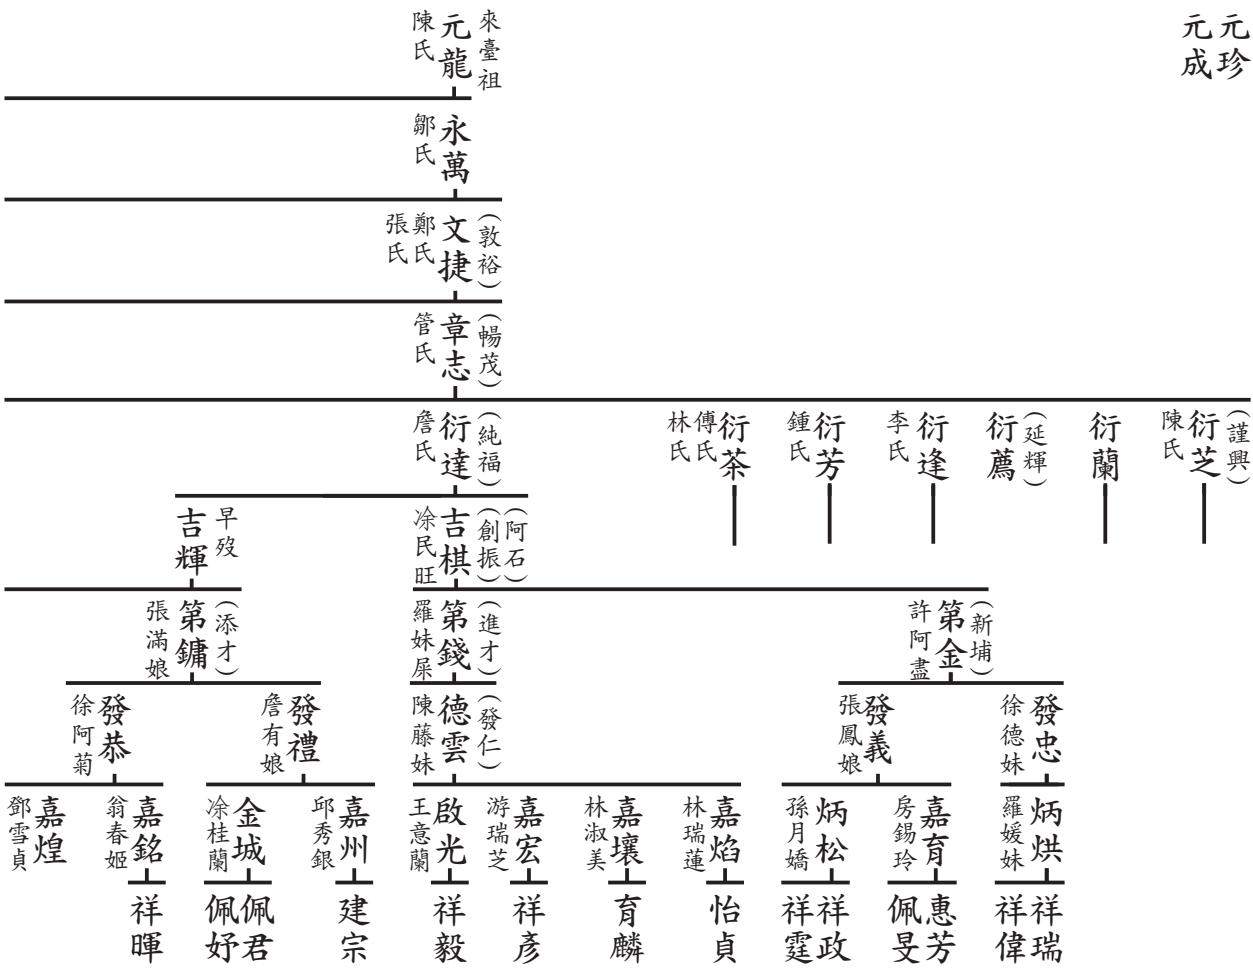 元珍
元成
來臺祖
元龍
陳氏
永萬
鄒氏
(敦裕)
文捷
鄭氏
張氏
(暢茂)
章志
管氏
(謹興)
衍芝
陳氏
衍蘭
(延輝)
衍薦
衍逢
李氏
衍芳
鍾氏
衍茶
傅氏
林氏
(純福)
衍達
詹氏
(阿石)
(創振)
吉棋
凃民旺
早歿
吉輝
(新埔)
第金
許阿盡
(進才)
第錢
羅妹屎
(添才)
第鏞
張滿娘
發忠
徐德妹
發義
張鳳娘
(發仁)
德雲
陳藤妹
發禮
詹有娘
發恭
徐阿菊
炳烘
羅媛妹
嘉育
房錫玲
炳松
孫月嬌
嘉焰
林瑞蓮
嘉壤
林淑美
嘉宏
游瑞芝
啟光
王意蘭
嘉州
邱秀銀
金城
凃桂蘭
嘉銘
翁春姬
嘉煌
鄧雪貞
祥瑞
祥偉
惠芳
佩旻
祥政
祥霆
怡貞
育麟
祥彥
祥毅
建宗
佩君
佩妤
祥暉